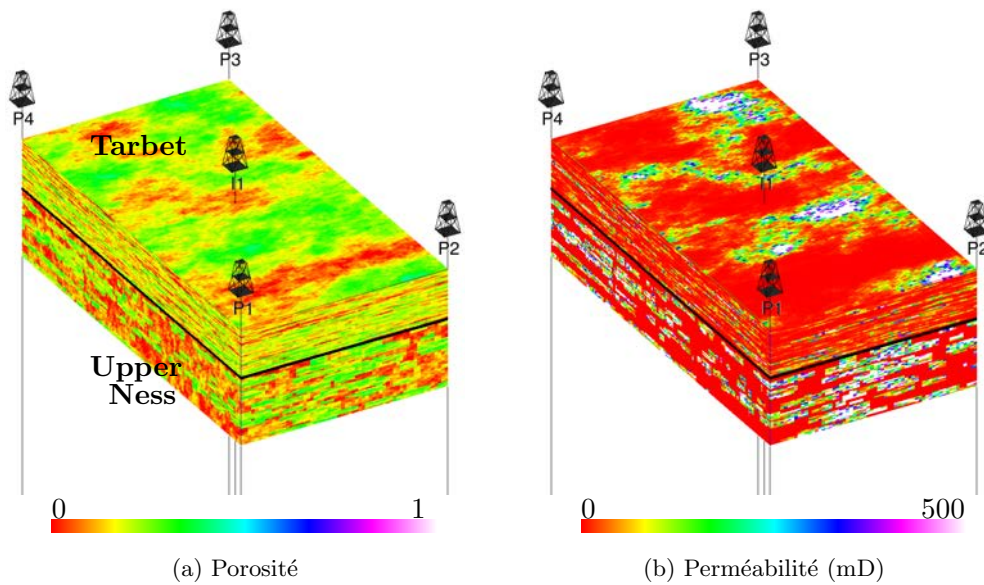 P3
P4
Tarbet
I1
P2
P1
Upper
Ness
0 1
(a) Porosité
P3
P4
I1
P2
P1
0 500
(b) Perméabilité (mD)